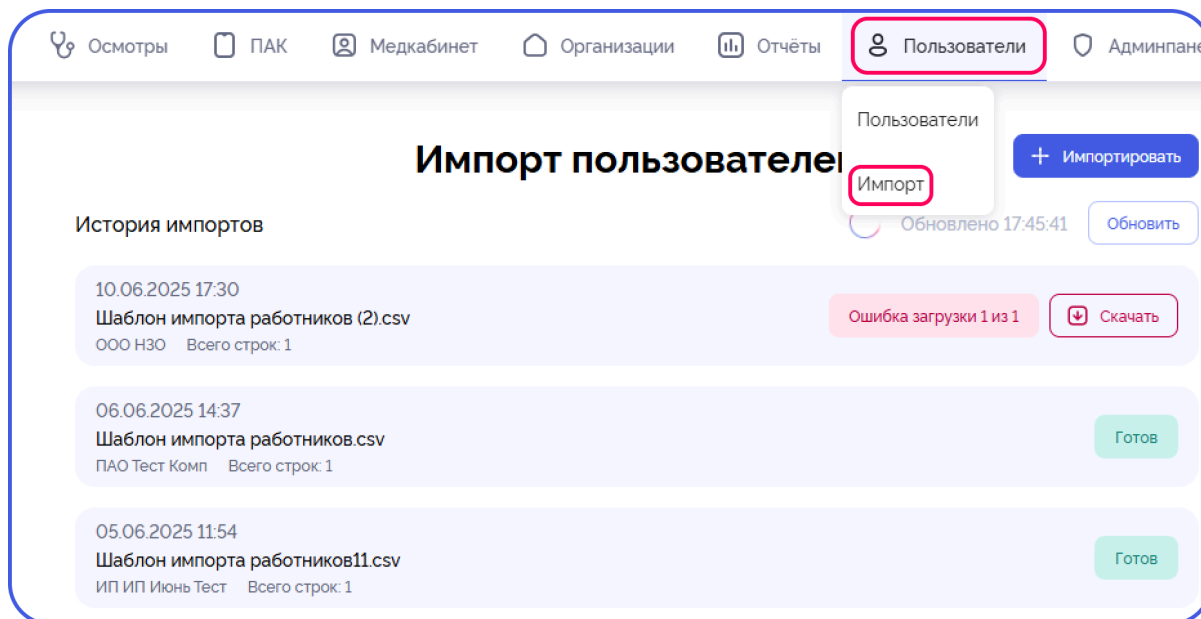 Осмотры ПАК Медкабинет Организации Отчёты Пользователи Админпане
Пользователи
Импорт пользователе
Импортировать
Импорт
История импортов
Обновлено 17:45:41
Обновить
10.06.2025 17:30
Шаблон импорта работников (2).csv
ООО НЗО Всего строк: 1
Ошибка загрузки 1 из 1
Скачать
06.06.2025 14:37
Шаблон импорта работников.csv
ПАО Тест Комп Всего строк: 1
Готов
05.06.2025 11:54
Шаблон импорта работников11.csv
ИП ИП Июнь Тест Всего строк: 1
Готов